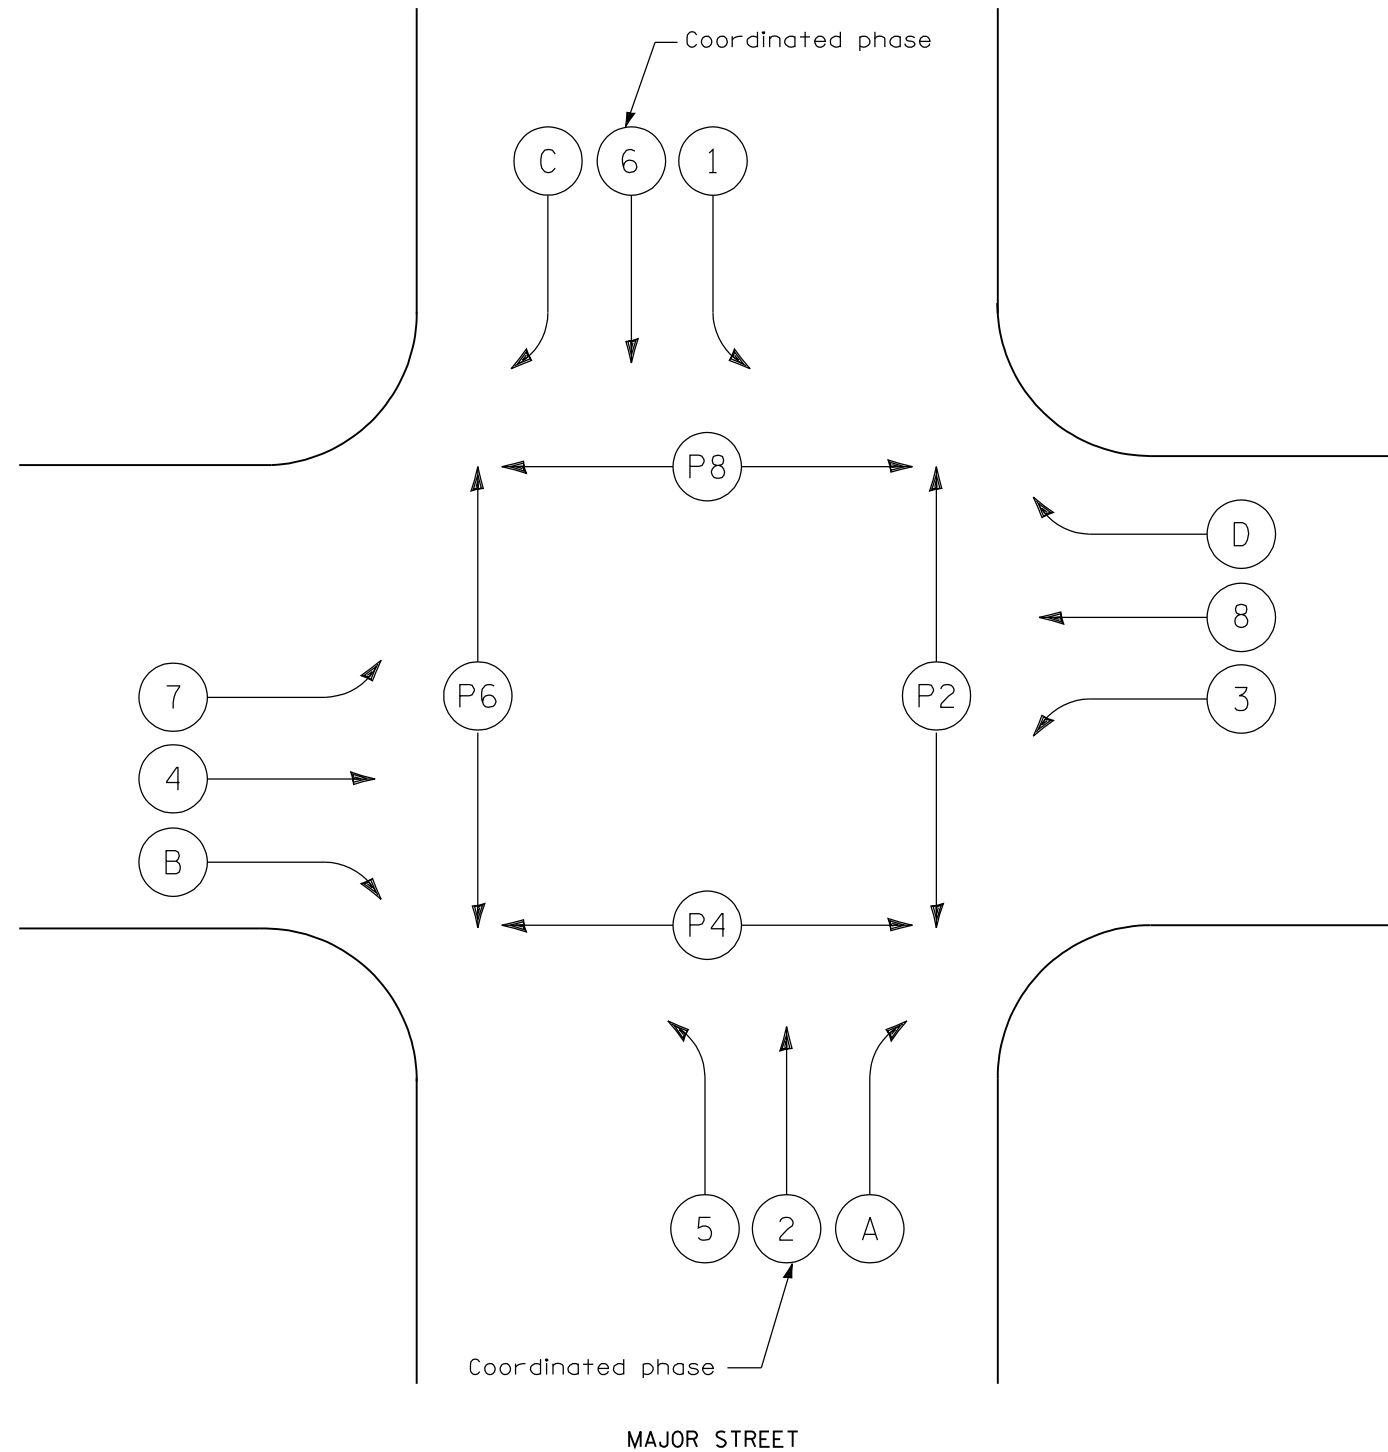 Coordinated phase
C 6 1
P8
D
8
7 P6 P2 3
4
B
P4
5 2 A
Coordinated phase
MAJOR STREET